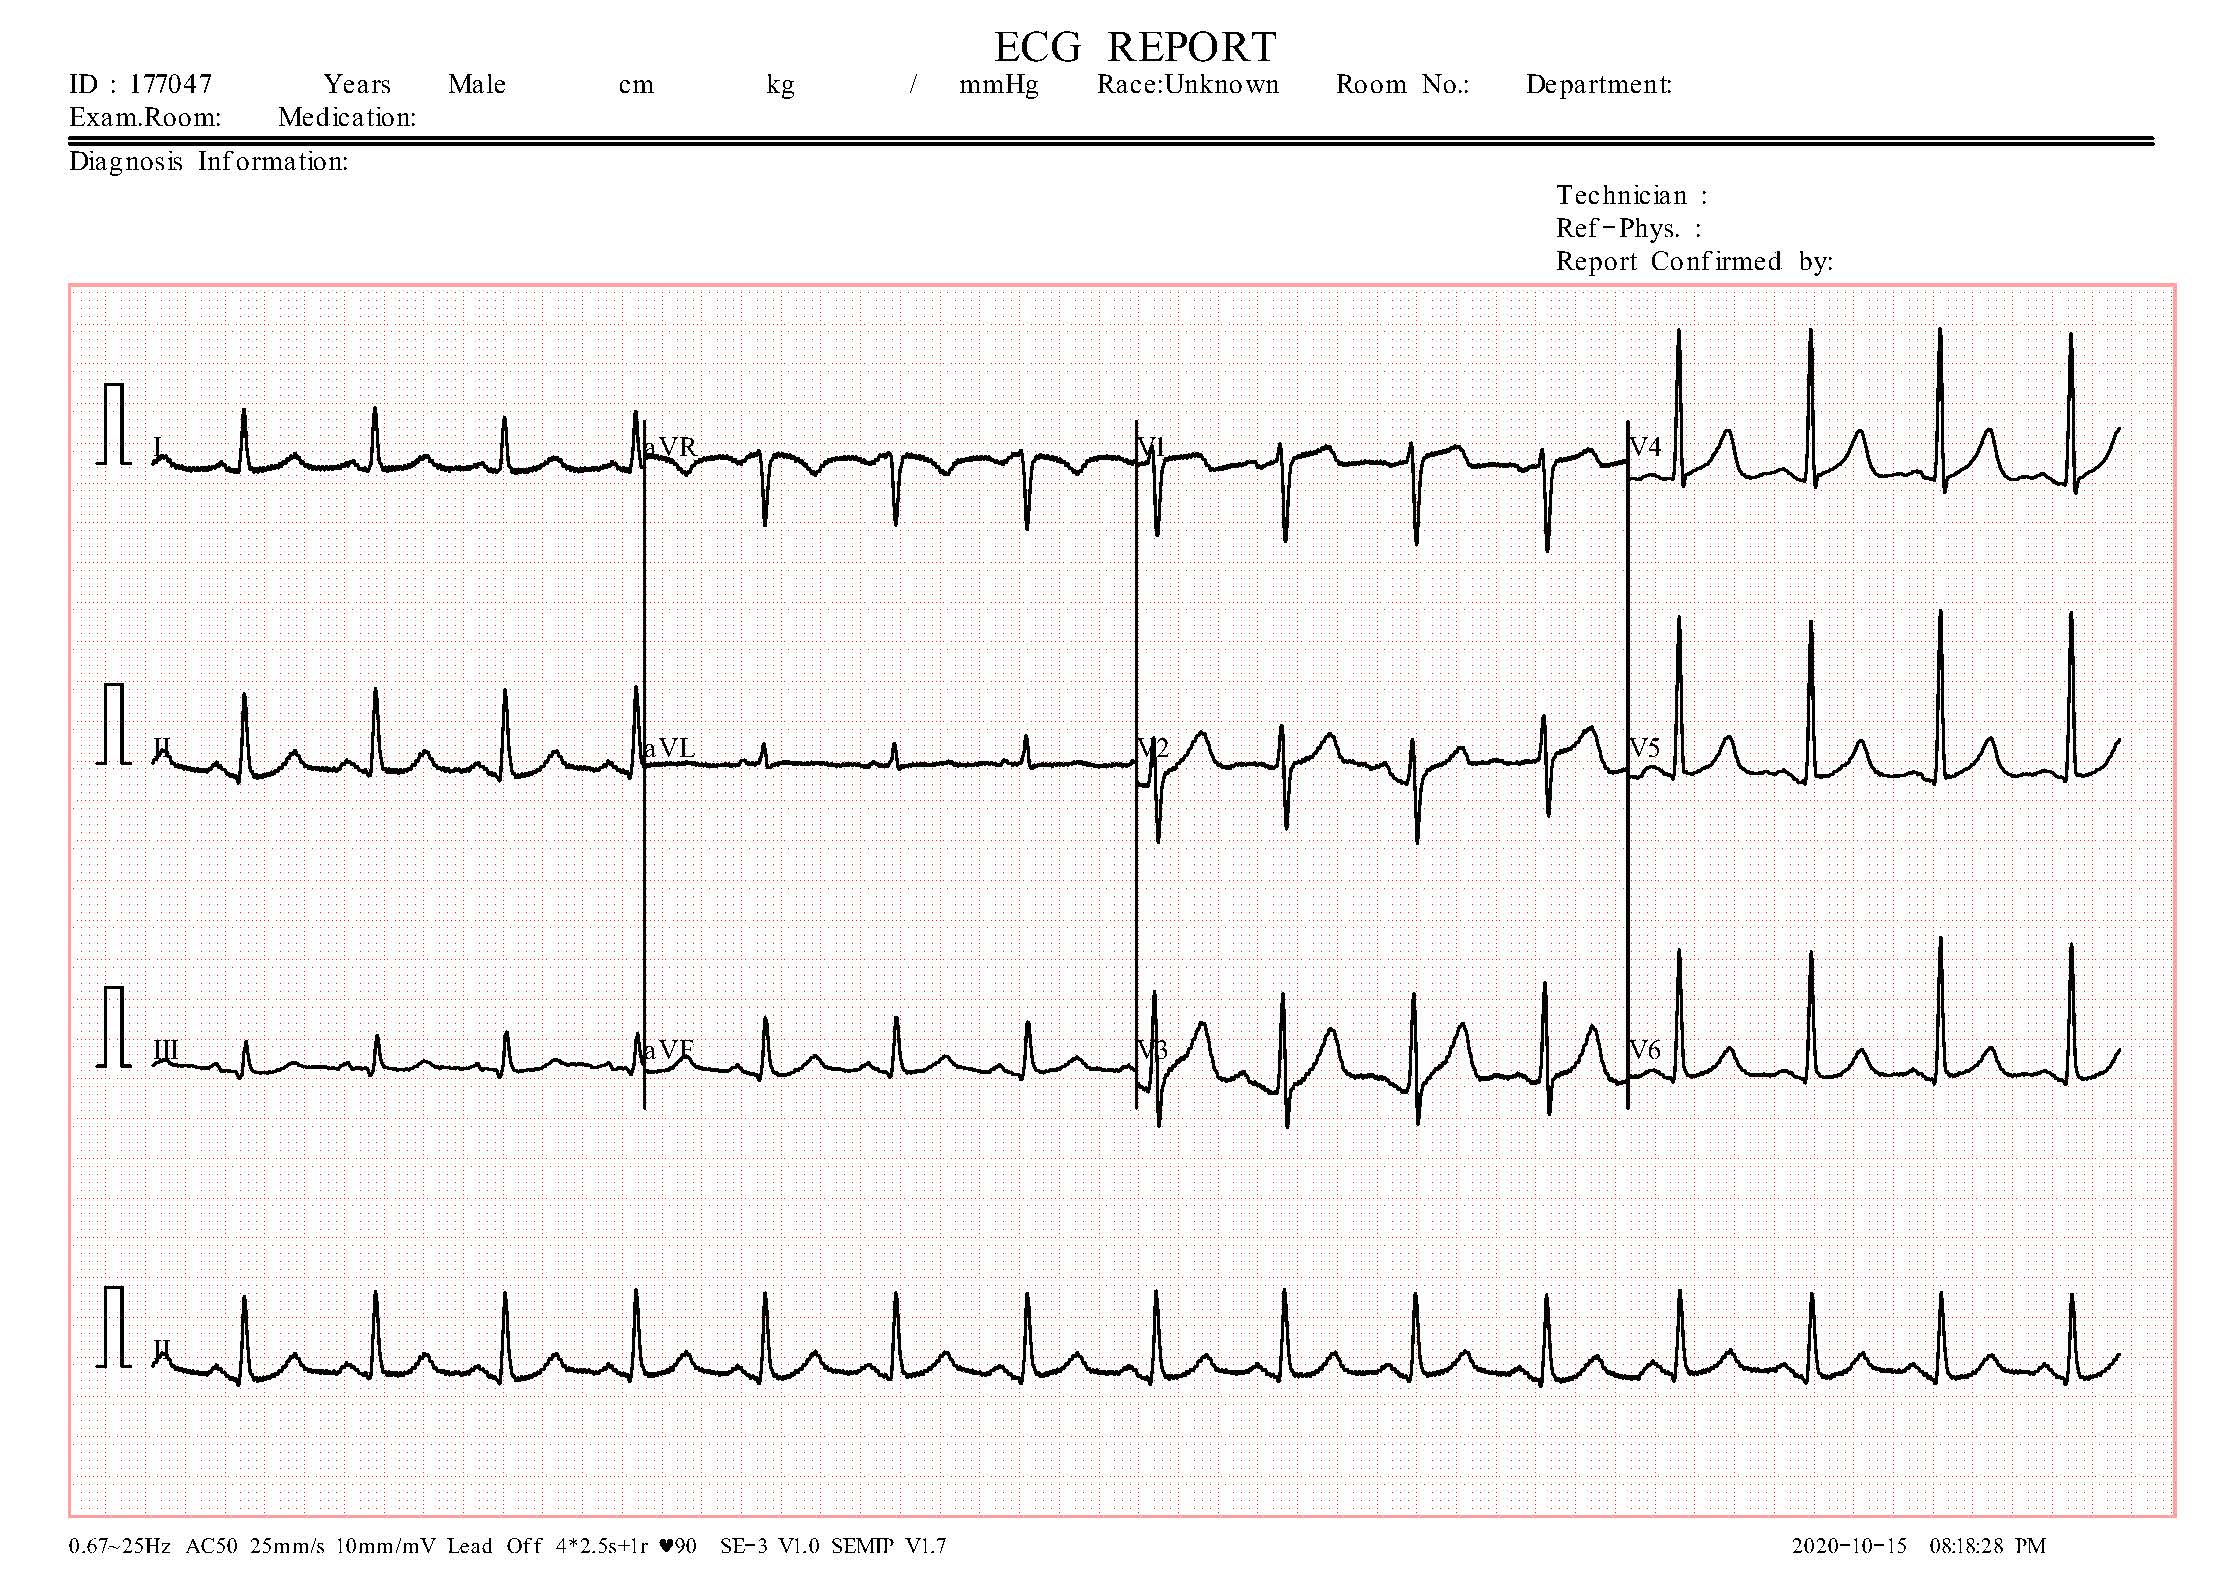 ECG REPORT
ID : 177047 Years Male cm kg / mmHg Race:Unknown Room No.: Department:
Exam.Room: Medication:
Diagnosis Information:
Technician :
Ref-Phys. :
Report Confirmed by:
I aVR V1 V4
II aVL V2 V5
III aVF V3 V6
II
0.67~25Hz AC50 25mm/s 10mm/mV Lead Off 4*2.5s+1r ♥90 SE-3 V1.0 SEMIP V1.7 2020-10-15 08:18:28 PM